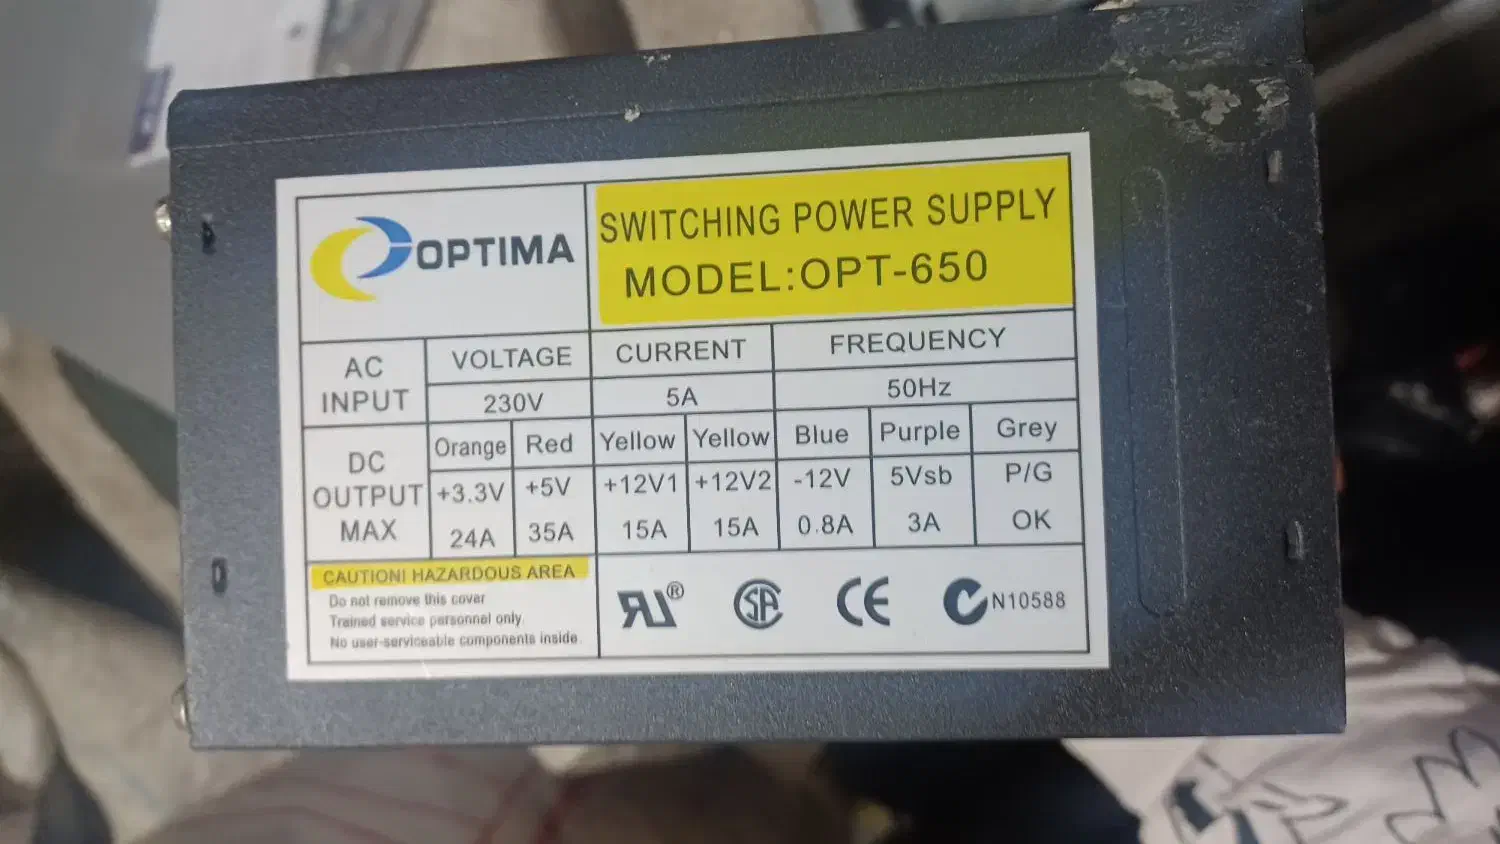 OPTIMA
SWITCHING POWER SUPPLY
MODEL:OPT-650
AC INPUT
VOLTAGE
CURRENT
FREQUENCY
230V
5A
50Hz
DC OUTPUT MAX
Orange
Red
Yellow
Yellow
Blue
Purple
Grey
+3.3V
+5V
+12V1
+12V2
-12V
5Vsb
P/G
24A
35A
15A
15A
0.8A
3A
OK
CAUTION! HAZARDOUS AREA
Do not remove this cover
Trained service personnel only.
No user-serviceable components inside.
RU®
SA
CE
N10588